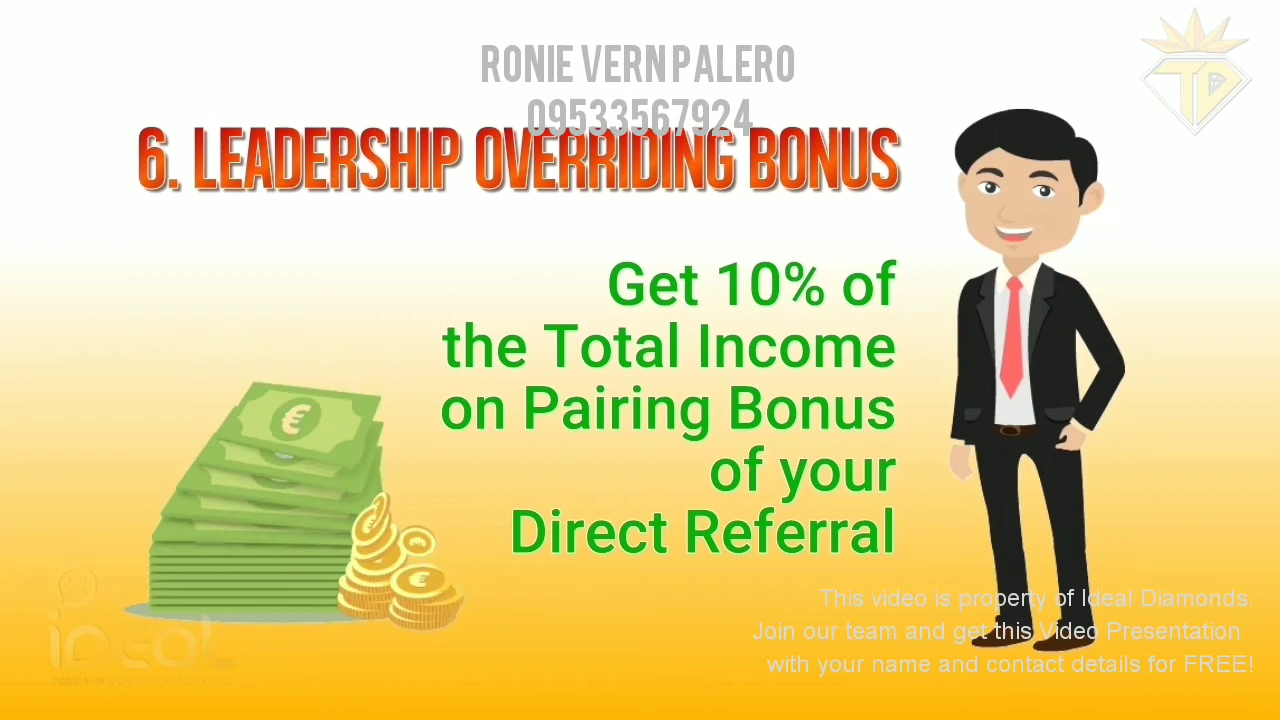 RONIE VERN PALERO
09533567924
6. LEADERSHIP OVERRIDING BONUS
Get 10% of
the Total Income
on Pairing Bonus
of your
Direct Referral
TD
This video is property of Ideal Diamonds.
Join our team and get this Video Presentation
with your name and contact details for FREE!